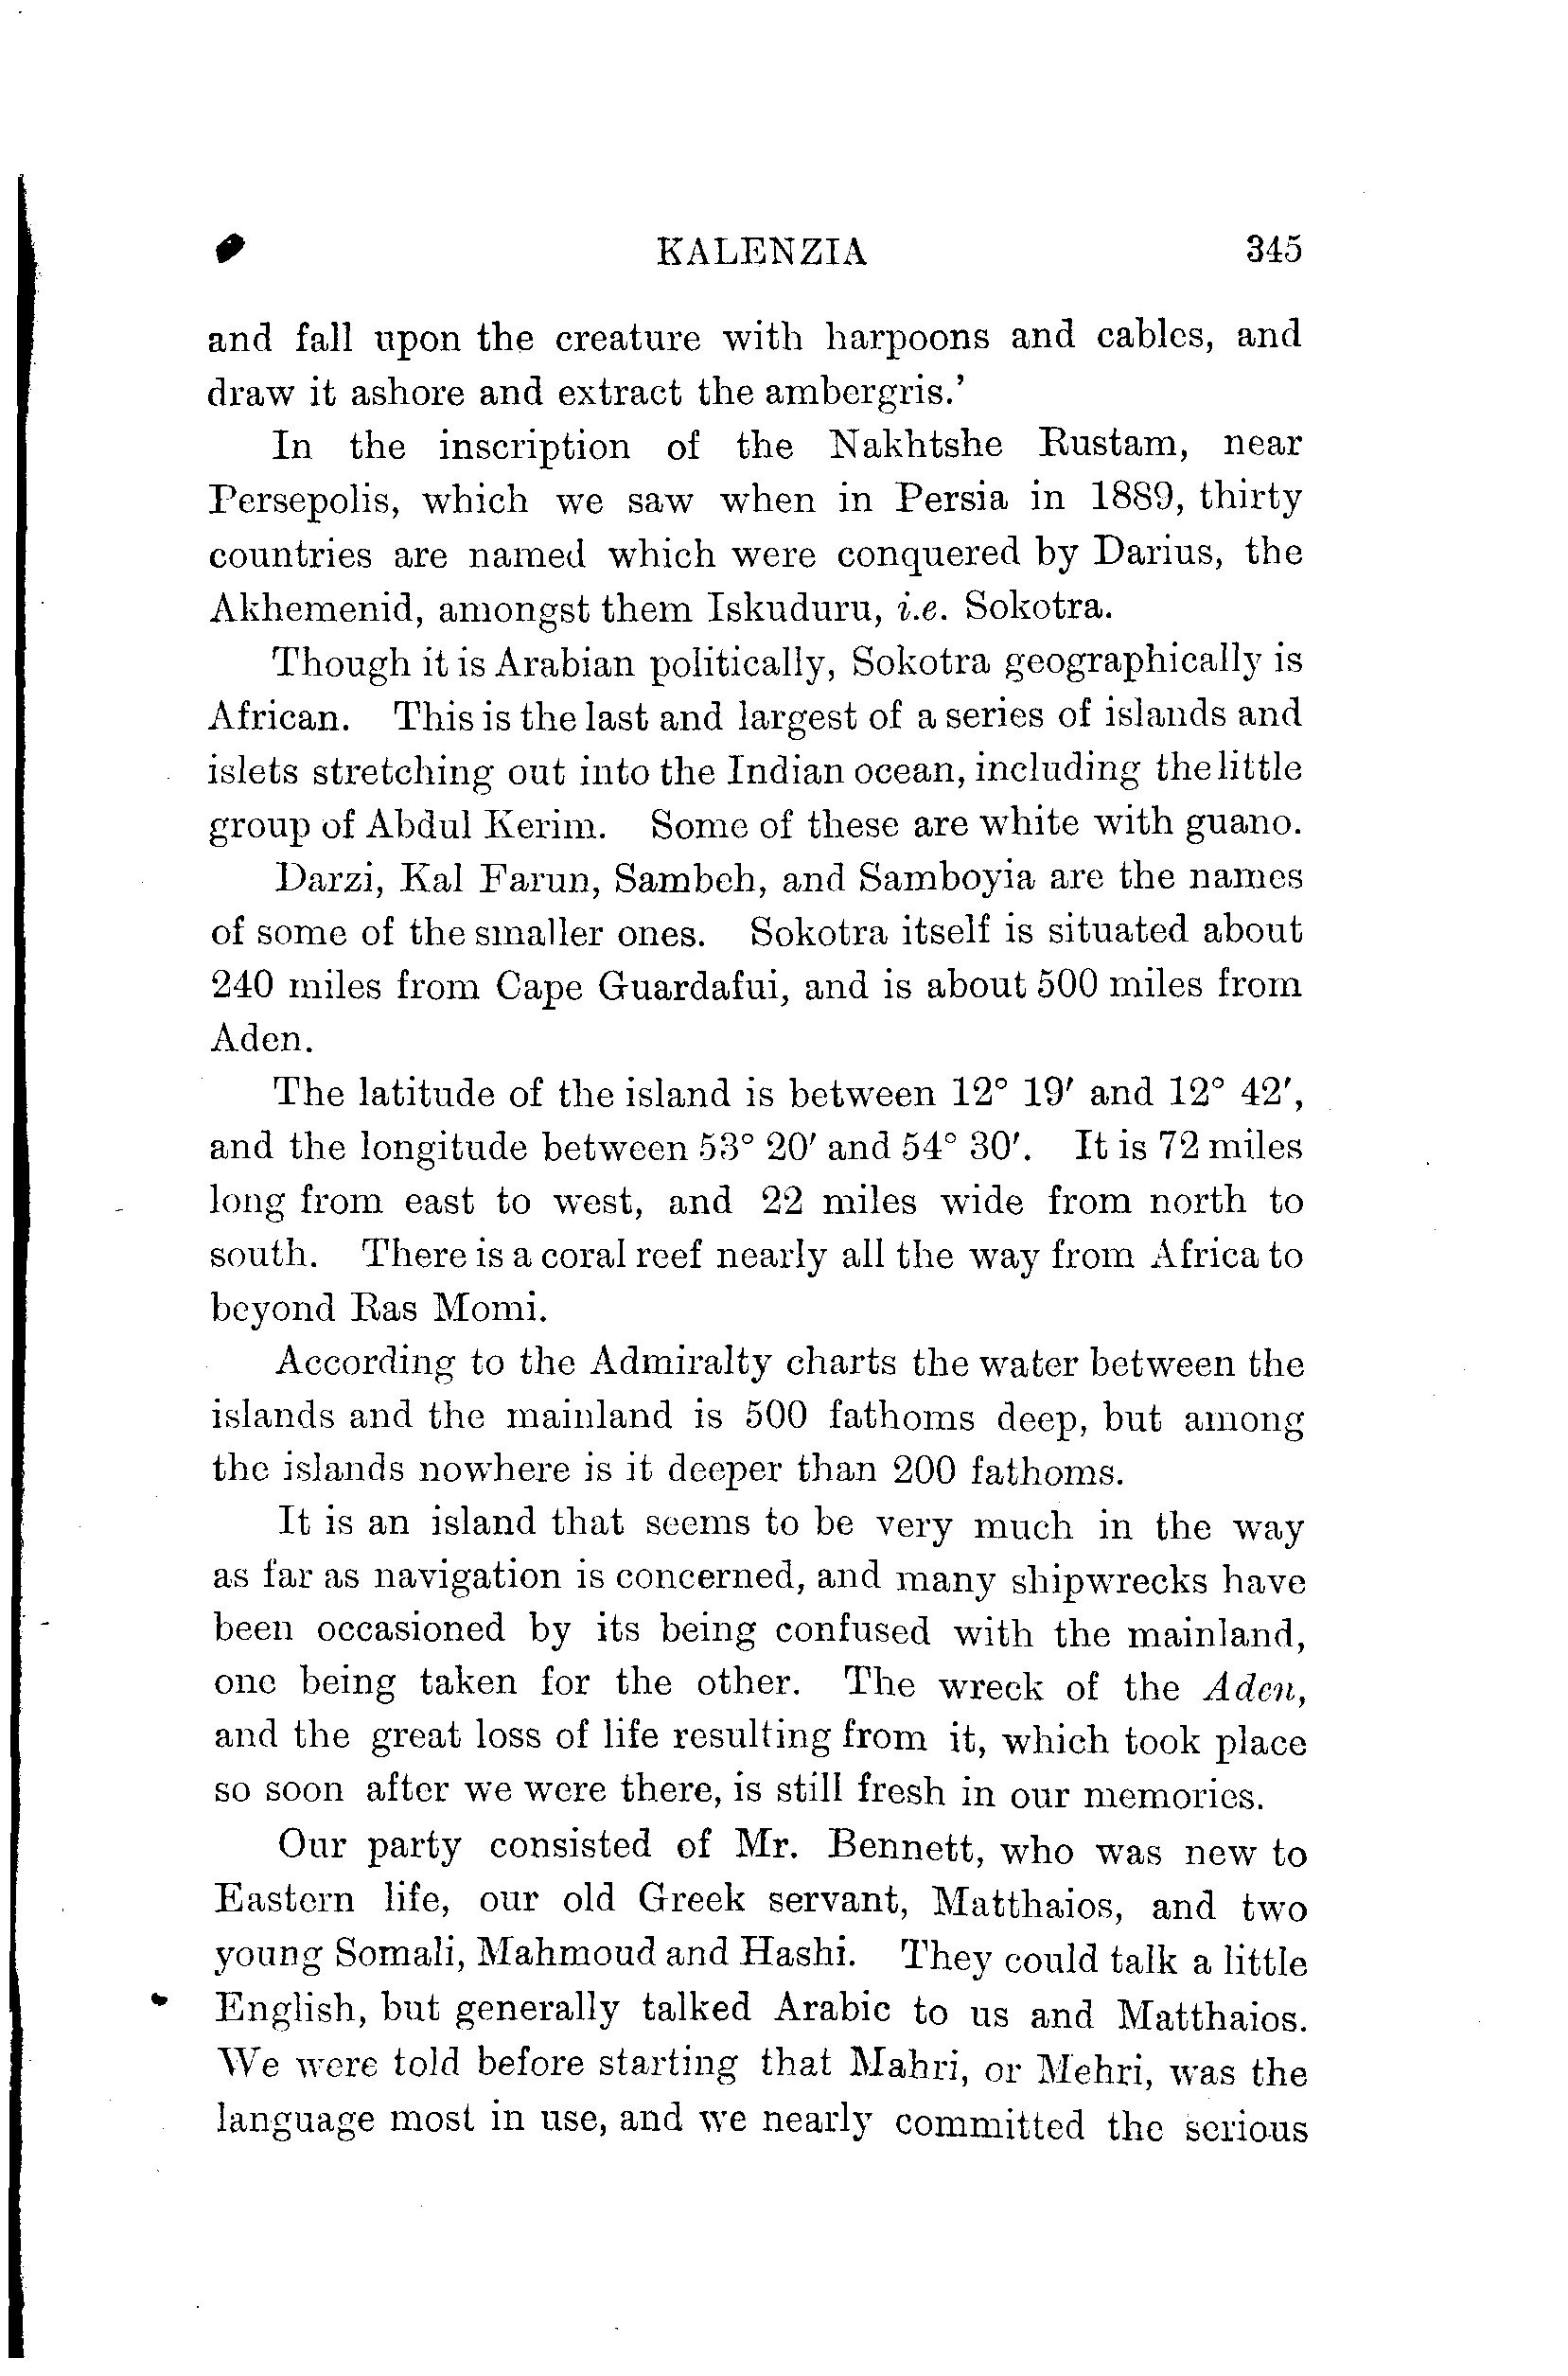 KALENZIA 345
and fall upon the creature with harpoons and cables, and
draw it ashore and extract the ambergris.'
In the inscription of the Nakhtshe Rustam, near
Persepolis, which we saw when in Persia in 1889, thirty
countries are named which were conquered by Darius, the
Akhemenid, amongst them Iskuduru, i.e. Sokotra.
Though it is Arabian politically, Sokotra geographically is
African. This is the last and largest of a series of islands and
islets stretching out into the Indian ocean, including the little
group of Abdul Kerim. Some of these are white with guano.
Darzi, Kal Farun, Sambeh, and Samboyia are the names
of some of the smaller ones. Sokotra itself is situated about
240 miles from Cape Guardafui, and is about 500 miles from
Aden.
The latitude of the island is between 12° 19′ and 12° 42′,
and the longitude between 53° 20′ and 54° 30′. It is 72 miles
long from east to west, and 22 miles wide from north to
south. There is a coral reef nearly all the way from Africa to
beyond Ras Momi.
According to the Admiralty charts the water between the
islands and the mainland is 500 fathoms deep, but among
the islands nowhere is it deeper than 200 fathoms.
It is an island that seems to be very much in the way
as far as navigation is concerned, and many shipwrecks have
been occasioned by its being confused with the mainland,
one being taken for the other. The wreck of the Aden,
and the great loss of life resulting from it, which took place
so soon after we were there, is still fresh in our memories.
Our party consisted of Mr. Bennett, who was new to
Eastern life, our old Greek servant, Matthaios, and two
young Somali, Mahmoud and Hashi. They could talk a little
English, but generally talked Arabic to us and Matthaios.
We were told before starting that Mahri, or Mehri, was the
language most in use, and we nearly committed the serious